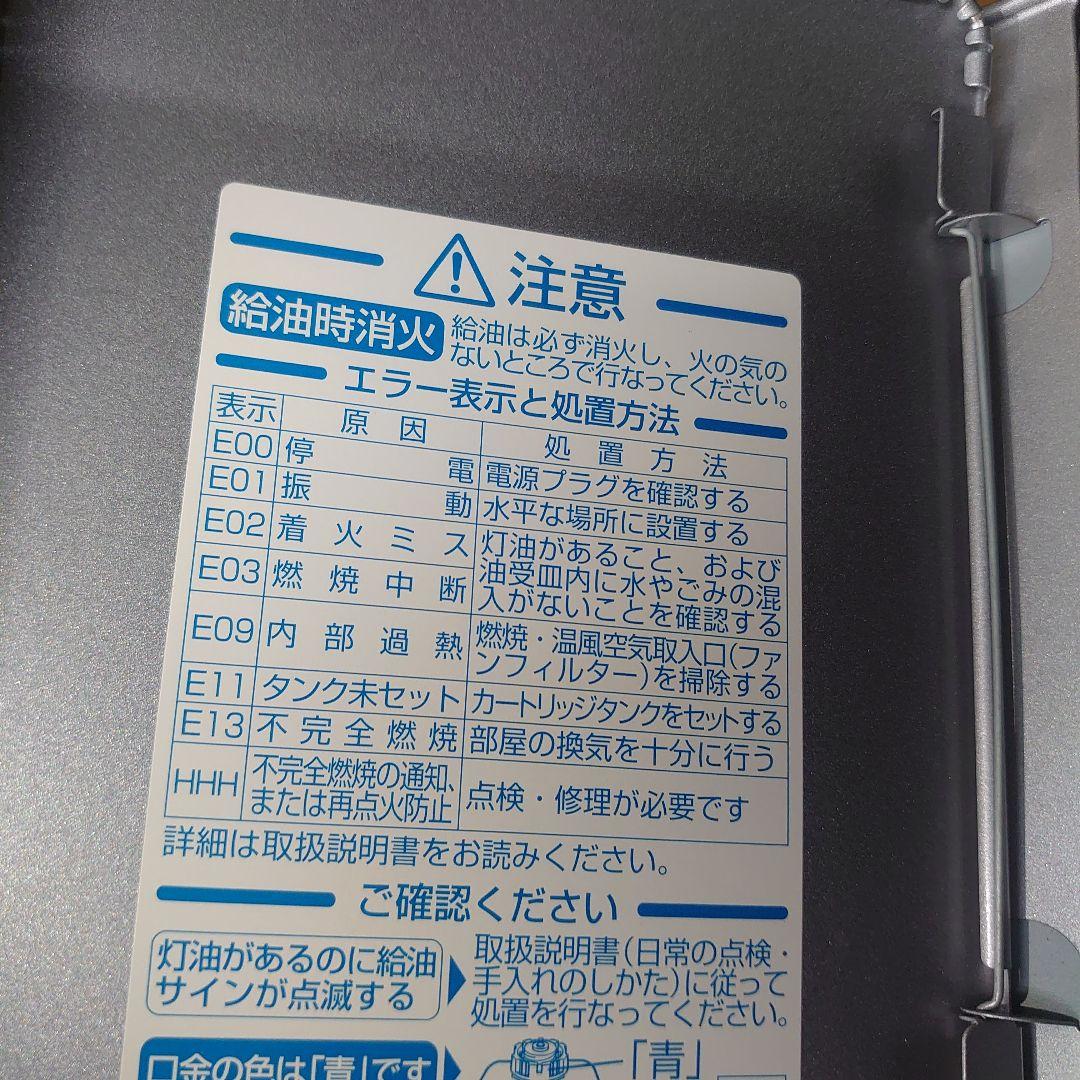 注意
給油時消火 給油は必ず消火し、火の気の
ないところで行なってください。
エラー表示と処置方法
表示 原因 処置方法
E00 停電 電源プラグを確認する
E01 振動 水平な場所に設置する
E02 着火ミス 灯油があること、および
油受皿内に水やごみの混
E03 燃焼中断 入がないことを確認する
E09 内部過熱 燃焼・温風空気取入口(ファ
ンフィルター)を掃除する
E11 タンク未セット カートリッジタンクをセットする
E13 不完全燃焼 部屋の換気を十分に行う
HHH 不完全燃焼の通知、
または再点火防止 点検・修理が必要です
詳細は取扱説明書をお読みください。
ご確認ください
灯油があるのに給油
サインが点滅する
取扱説明書(日常の点検・
手入れのしかた)に従って
処置を行なってください。
口金の色は「青」です
「青」